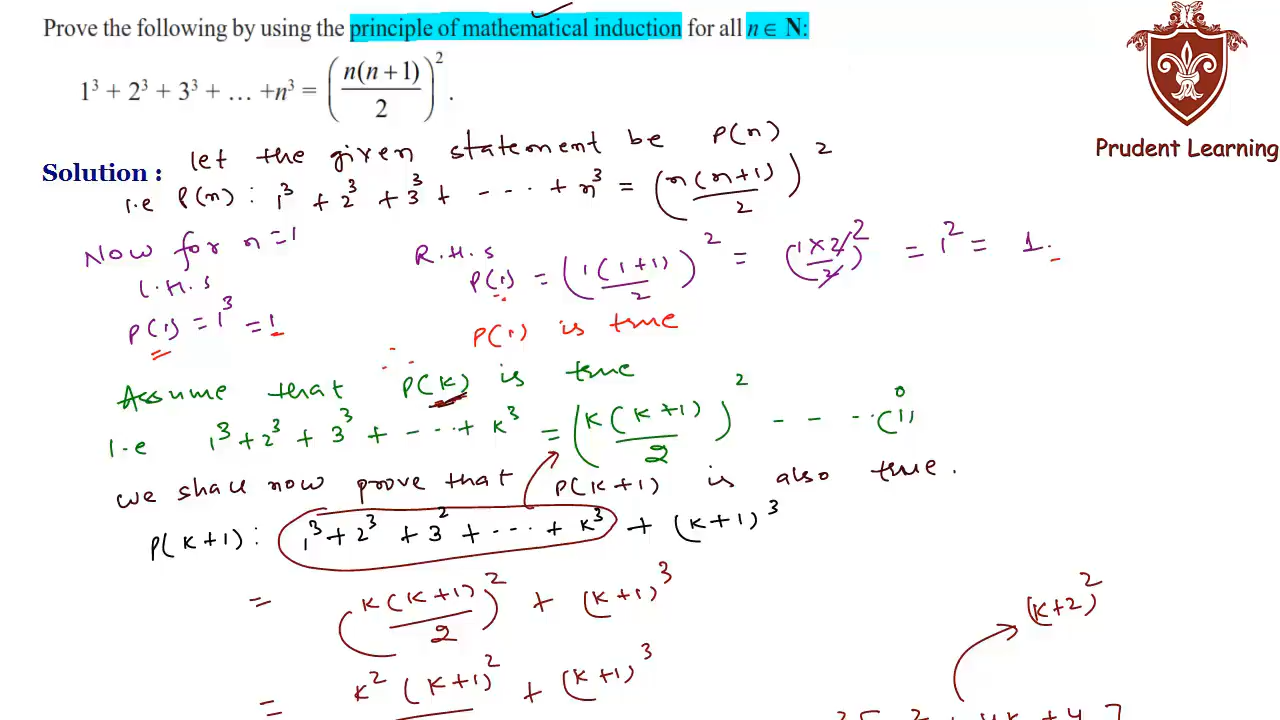 Prove the following by using the principle of mathematical induction for all n ∈ N:
1³ + 2³ + 3³ + … +n³ = (n(n+1)/2)².
Prudent Learning
Solution : let the given statement be P(n)
i.e P(n) : 1³ + 2³ + 3³ + ---- + n³ = (n(n+1)/2)²
Now for n=1
L.H.S
P(1) = 1³ = 1
R.H.S
P(1) = (1(1+1)/2)² = (1×2/2)² = 1² = 1.
∴ P(1) is true
Assume that P(k) is true
i.e 1³ + 2³ + 3³ + ---- + k³ = (k(k+1)/2)² - - - - (i)
we shall now prove that P(k+1) is also true.
P(k+1) : 1³ + 2³ + 3² + ---- + k³ + (k+1)³
= (k(k+1)/2)² + (k+1)³
(k+2)²
= k² (k+1)² + (k+1)³